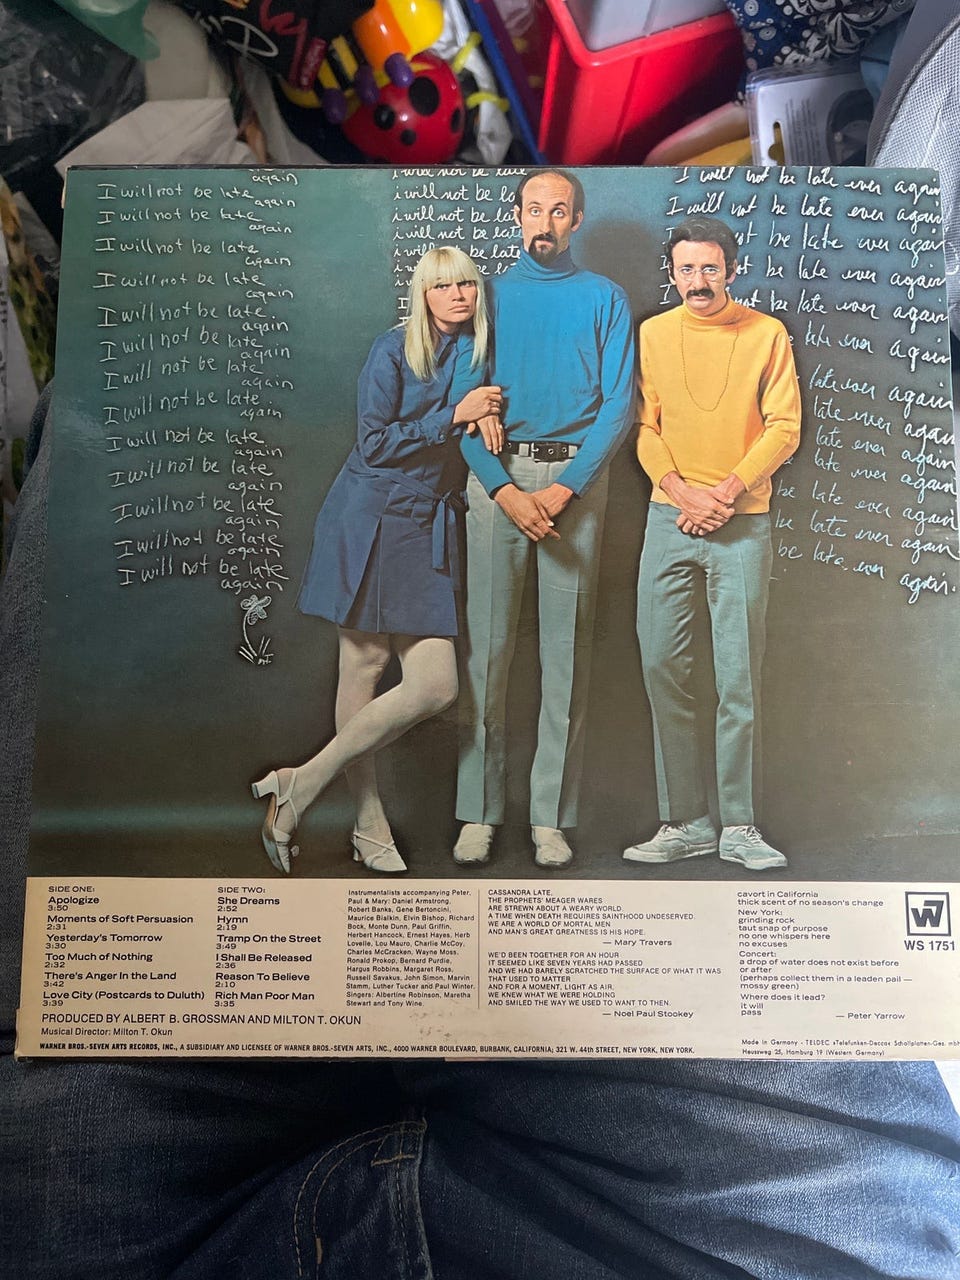 again
I will not be late
again
I will not be late
again
I will not be late
again
I will not be late
again
I will not be late.
again
I will not be late
again
I will not be late
again
I will not be late.
again
I will not be late
again
I will not be late
again
I will not be late
again
I will not be late
again
I will not be late
again
i will not be late
i will not be la
i will not be lat
i will not be late
i will be late
be la
I will not be late ever again
I will not be late ever again
not be late ever again
not be late ever again
not be late ever again
late ever again
late ever again
late ever again
late ever again
late ever again
be late ever again
be late ever again
be late ever again.
SIDE ONE:
Apologize
3:50
Moments of Soft Persuasion
2:31
Yesterday's Tomorrow
3:30
Too Much of Nothing
2:32
There's Anger in the Land
3:42
Love City (Postcards to Duluth)
3:39
SIDE TWO:
She Dreams
2:52
Hymn
2:19
Tramp On the Street
3:49
I Shall Be Released
2:36
Reason To Believe
2:10
Rich Man Poor Man
3:35
PRODUCED BY ALBERT B. GROSSMAN AND MILTON T. OKUN
Musical Director: Milton T. Okun
Instrumentalists accompanying Peter,
Paul & Mary: Daniel Armstrong,
Robert Banks, Gene Bertoncini,
Maurice Bialkin, Elvin Bishop, Richard
Bock, Monte Dunn, Paul Griffin,
Herbert Hancock, Ernest Hayes, Herb
Lovelle, Lou Mauro, Charlie McCoy,
Charles McCracken, Wayne Moss,
Ronald Prokop, Bernard Purdie,
Hargus Robbins, Margaret Ross,
Russell Savakus, John Simon, Marvin
Stamm, Luther Tucker and Paul Winter.
Singers: Albertine Robinson, Maretha
Stewart and Tony Wine.
CASSANDRA LATE,
THE PROPHETS' MEAGER WARES
ARE STREWN ABOUT A WEARY WORLD.
A TIME WHEN DEATH REQUIRES SAINTHOOD UNDESERVED.
WE ARE A WORLD OF MORTAL MEN
AND MAN'S GREAT GREATNESS IS HIS HOPE.
— Mary Travers
WE'D BEEN TOGETHER FOR AN HOUR
IT SEEMED LIKE SEVEN YEARS HAD PASSED
AND WE HAD BARELY SCRATCHED THE SURFACE OF WHAT IT WAS
THAT USED TO MATTER
AND FOR A MOMENT, LIGHT AS AIR,
WE KNEW WHAT WE WERE HOLDING
AND SMILED THE WAY WE USED TO WANT TO THEN.
— Noel Paul Stookey
cavort in California
thick scent of no season's change
New York:
grinding rock
taut snap of purpose
no one whispers here
no excuses
Concert:
a drop of water does not exist before
or after
(perhaps collect them in a leaden pail —
mossy green)
Where does it lead?
it will
pass
— Peter Yarrow
W7
WS 1751
WARNER BROS.-SEVEN ARTS RECORDS, INC., A SUBSIDIARY AND LICENSEE OF WARNER BROS.-SEVEN ARTS, INC., 4000 WARNER BOULEVARD, BURBANK, CALIFORNIA; 321 W. 44th STREET, NEW YORK, NEW YORK.
Made in Germany · TELDEC »Telefunken-Decca« Schallplatten-Ges. mbH
Heussweg 25, Hamburg 19 (Western Germany)